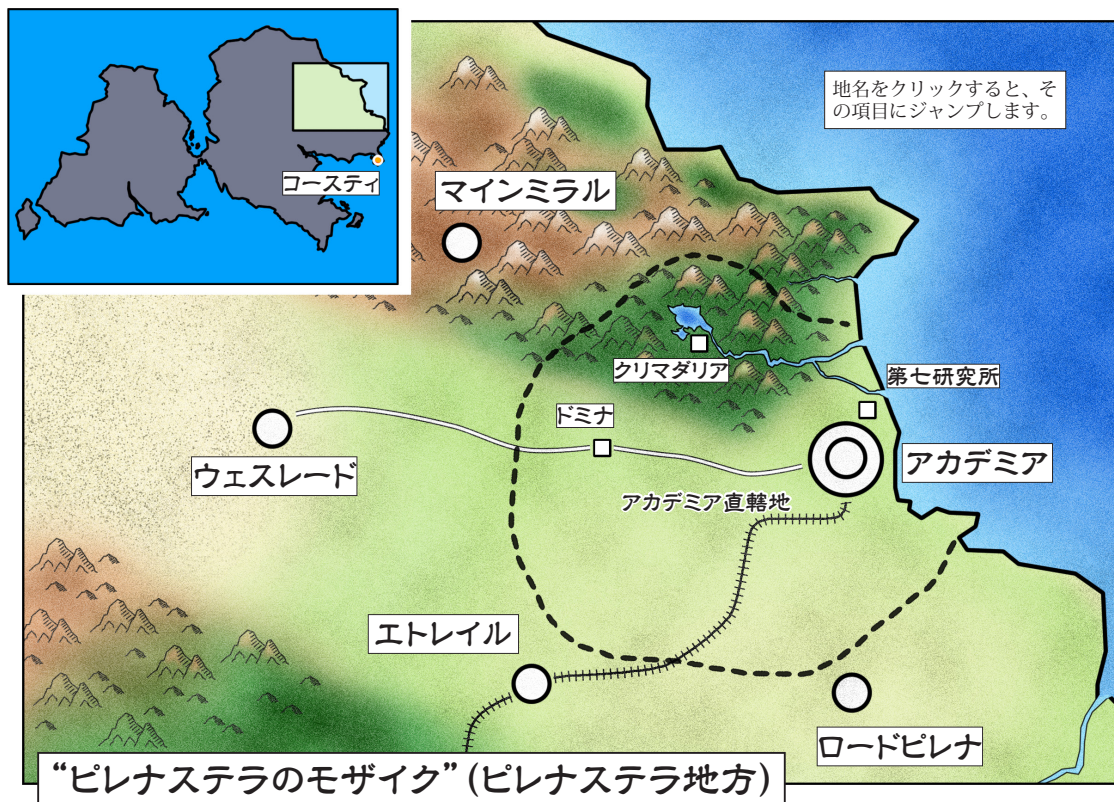 地名をクリックすると、そ
の項目にジャンプします。
コースティ
マインミラル
クリマダリア
第七研究所
ドミナ
ウェスレード
アカデミア
アカデミア直轄地
エトレイル
ロードピレナ
“ピレナステラのモザイク”(ピレナステラ地方)